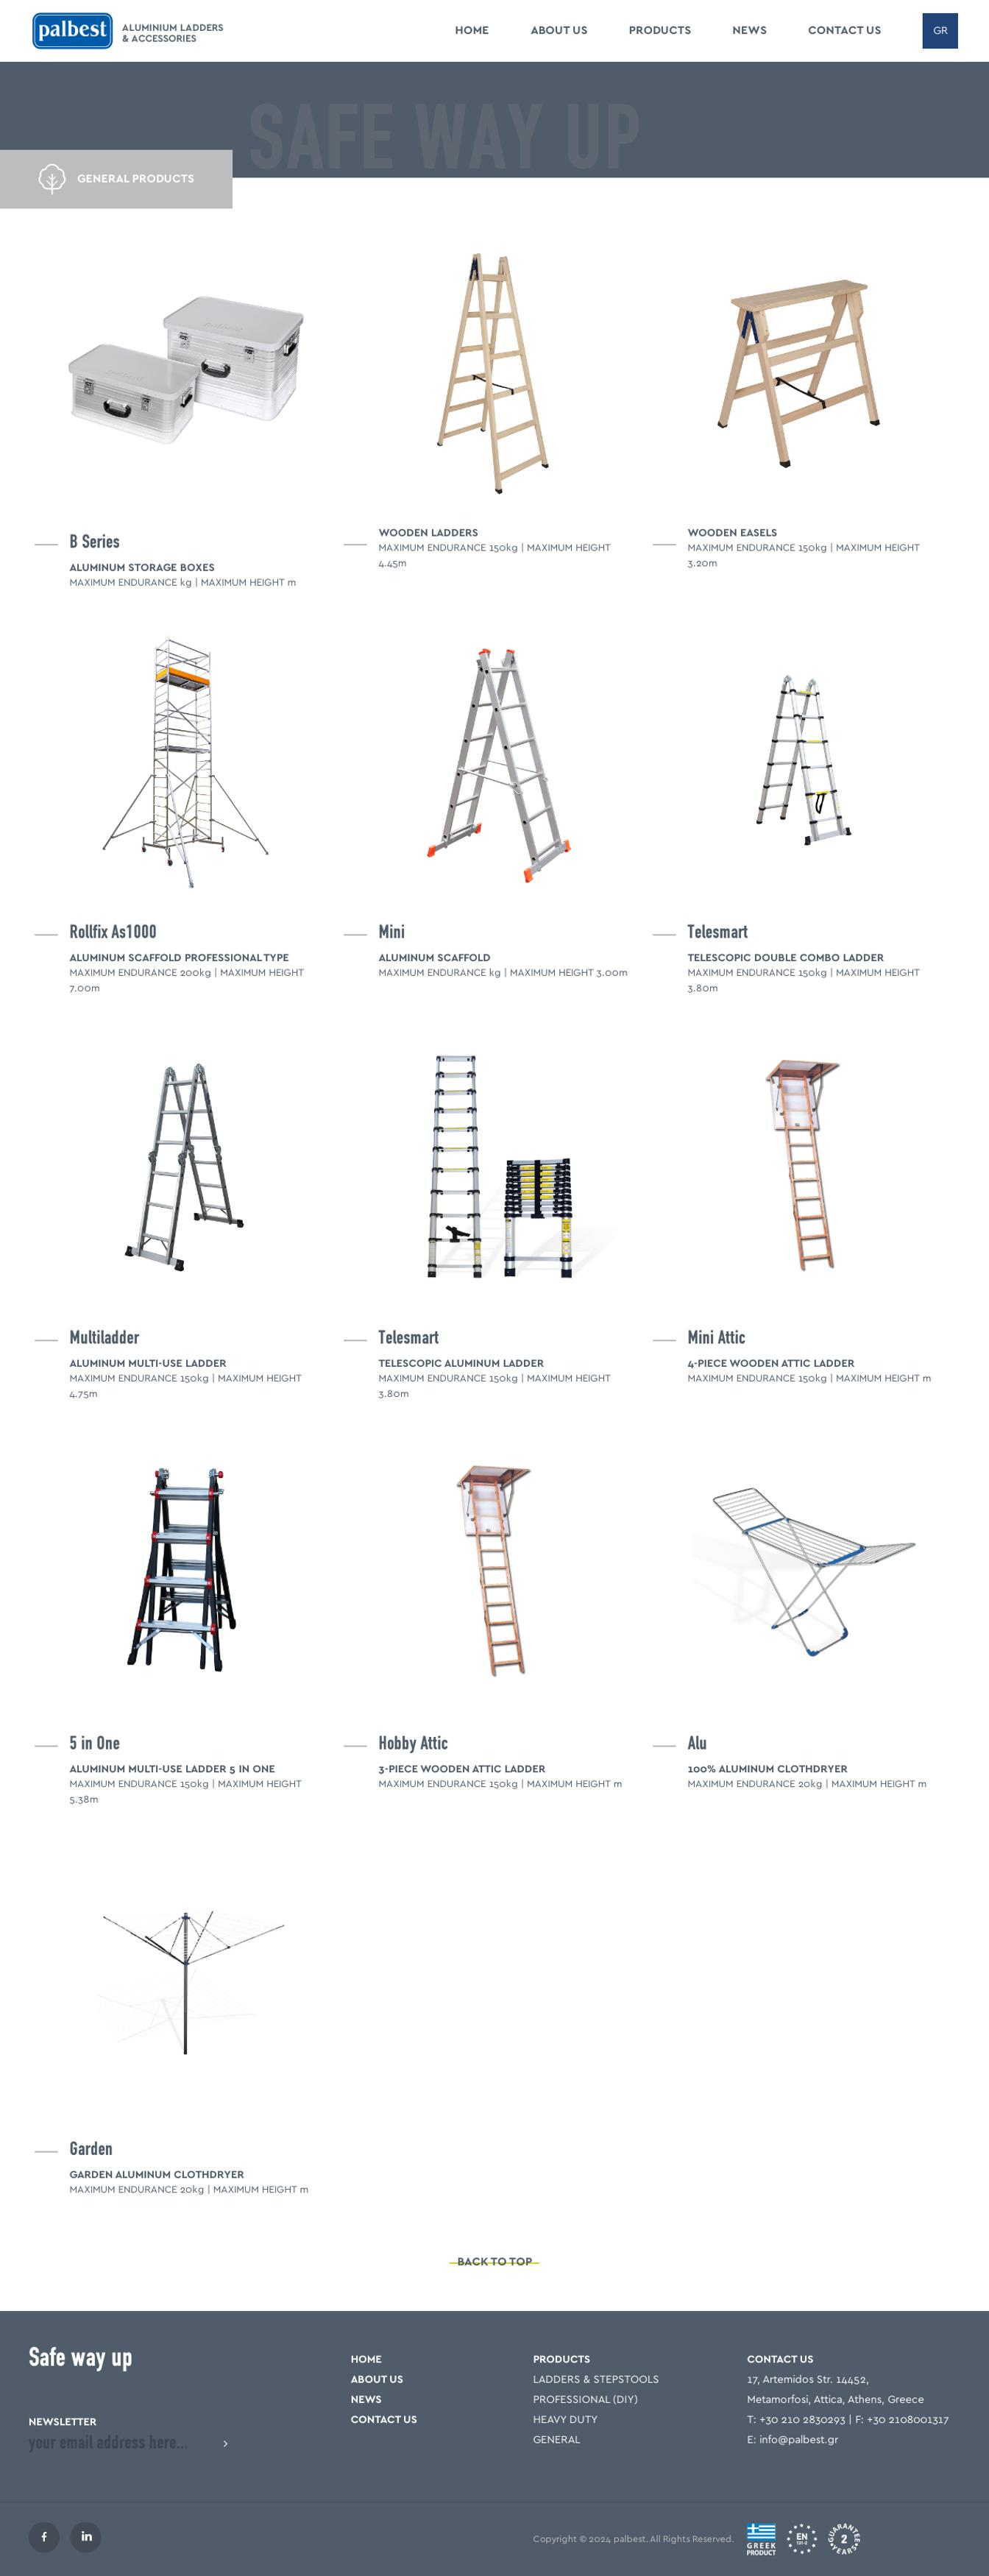 palbest
ALUMINIUM LADDERS
& ACCESSORIES
HOME
ABOUT US
PRODUCTS
NEWS
CONTACT US
GR
SAFE WAY UP
GENERAL PRODUCTS
B Series
ALUMINUM STORAGE BOXES
MAXIMUM ENDURANCE kg | MAXIMUM HEIGHT m
WOODEN LADDERS
MAXIMUM ENDURANCE 150kg | MAXIMUM HEIGHT
4.45m
WOODEN EASELS
MAXIMUM ENDURANCE 150kg | MAXIMUM HEIGHT
3.20m
Rollfix As1000
ALUMINUM SCAFFOLD PROFESSIONAL TYPE
MAXIMUM ENDURANCE 200kg | MAXIMUM HEIGHT
7.00m
Mini
ALUMINUM SCAFFOLD
MAXIMUM ENDURANCE kg | MAXIMUM HEIGHT 3.00m
Telesmart
TELESCOPIC DOUBLE COMBO LADDER
MAXIMUM ENDURANCE 150kg | MAXIMUM HEIGHT
3.80m
Multiladder
ALUMINUM MULTI-USE LADDER
MAXIMUM ENDURANCE 150kg | MAXIMUM HEIGHT
4.75m
Telesmart
TELESCOPIC ALUMINUM LADDER
MAXIMUM ENDURANCE 150kg | MAXIMUM HEIGHT
3.80m
Mini Attic
4-PIECE WOODEN ATTIC LADDER
MAXIMUM ENDURANCE 150kg | MAXIMUM HEIGHT m
5 in One
ALUMINUM MULTI-USE LADDER 5 IN ONE
MAXIMUM ENDURANCE 150kg | MAXIMUM HEIGHT
5.38m
Hobby Attic
3-PIECE WOODEN ATTIC LADDER
MAXIMUM ENDURANCE 150kg | MAXIMUM HEIGHT m
Alu
100% ALUMINUM CLOTHDRYER
MAXIMUM ENDURANCE 20kg | MAXIMUM HEIGHT m
Garden
GARDEN ALUMINUM CLOTHDRYER
MAXIMUM ENDURANCE 20kg | MAXIMUM HEIGHT m
BACK TO TOP
Safe way up
NEWSLETTER
your email address here...
HOME
ABOUT US
NEWS
CONTACT US
PRODUCTS
LADDERS & STEPSTOOLS
PROFESSIONAL (DIY)
HEAVY DUTY
GENERAL
CONTACT US
17, Artemidos Str. 14452,
Metamorfosi, Attica, Athens, Greece
T: +30 210 2830293 | F: +30 2108001317
E: info@palbest.gr
f
in
Copyright © 2024 palbest. All Rights Reserved.
GREEK
PRODUCT
EN
131-2
GUARANTEE
2
YEARS